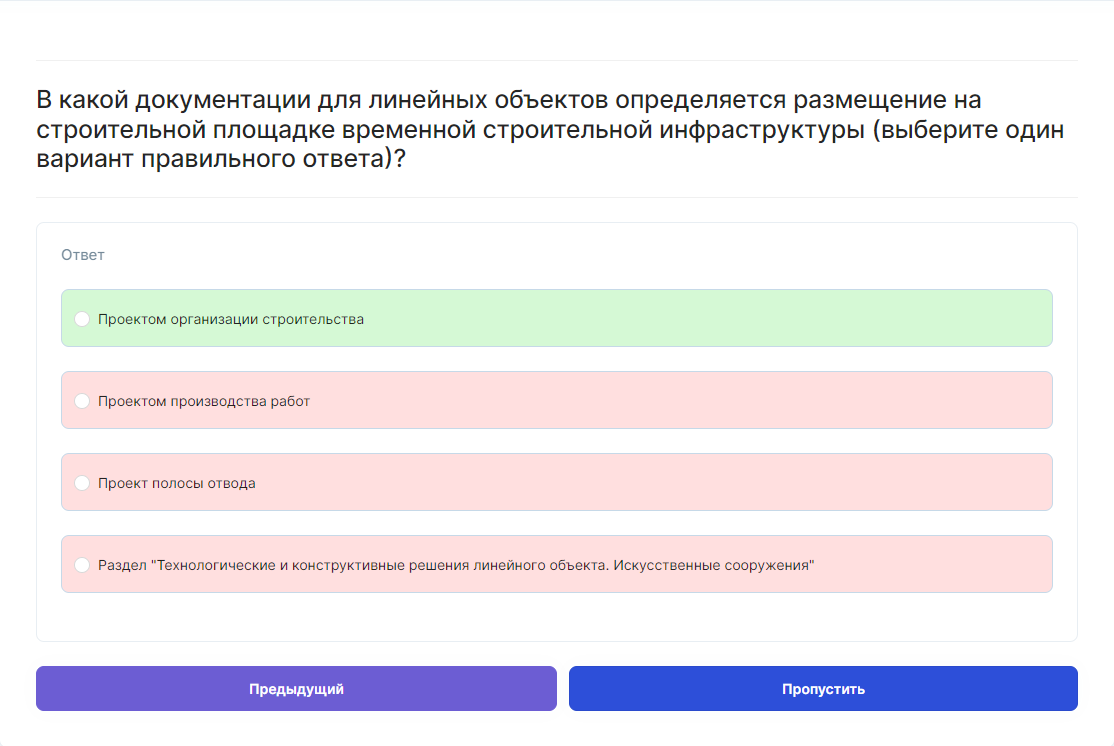 В какой документации для линейных объектов определяется размещение на
строительной площадке временной строительной инфраструктуры (выберите один
вариант правильного ответа)?
Ответ
Проектом организации строительства
Проектом производства работ
Проект полосы отвода
Раздел "Технологические и конструктивные решения линейного объекта. Искусственные сооружения"
Предыдущий
Пропустить